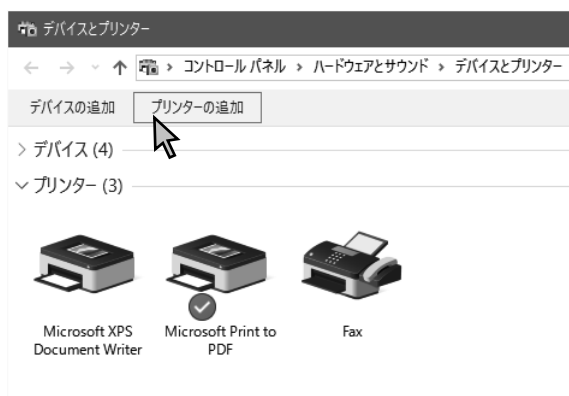 デバイスとプリンター
コントロール パネル › ハードウェアとサウンド › デバイスとプリンター
デバイスの追加 プリンターの追加
デバイス (4)
プリンター (3)
Microsoft XPS Document Writer
Microsoft Print to PDF
Fax